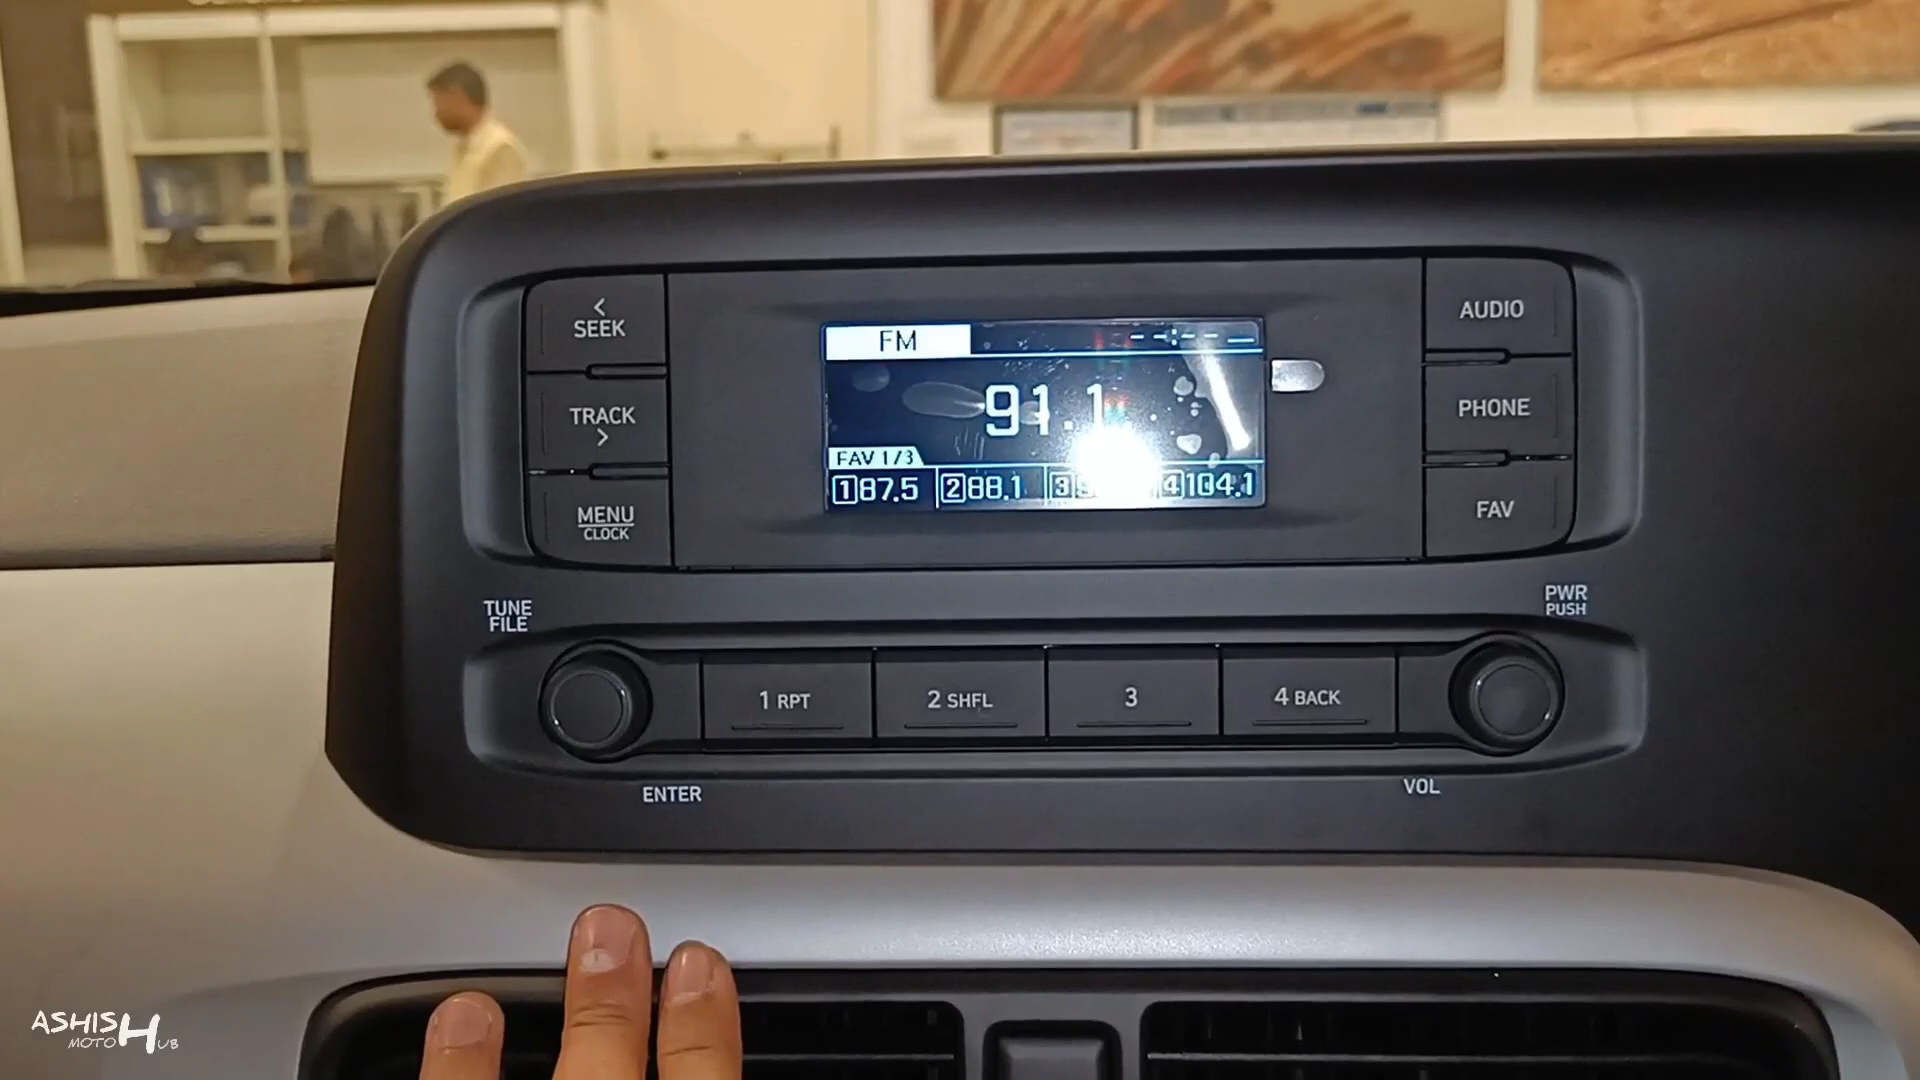 <
SEEK
TRACK
>
MENU
CLOCK
FM
91.1
FAV 1/3
1 87.5
2 88.1
3
4 104.1
AUDIO
PHONE
FAV
TUNE
FILE
PWR
PUSH
1 RPT
2 SHFL
3
4 BACK
ENTER
VOL
ASHISH
MOTO HUB